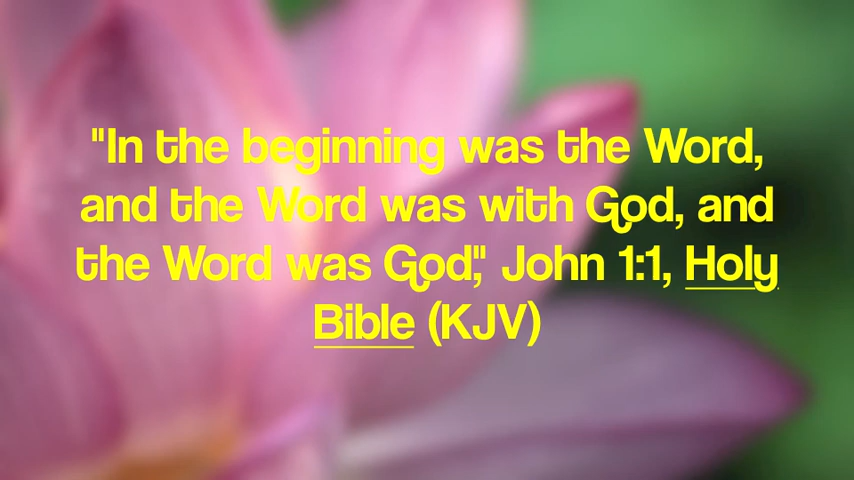 "In the beginning was the Word,
and the Word was with God, and
the Word was God," John 1:1, Holy
Bible (KJV)